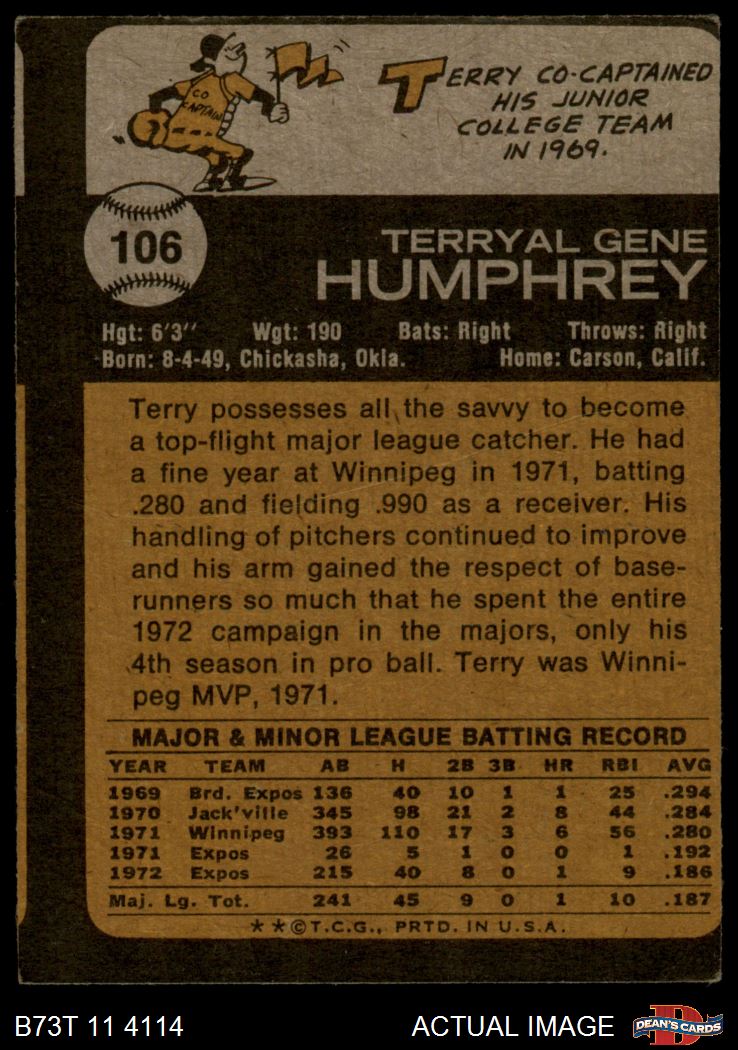 CO
CAPTAIN
TERRY CO-CAPTAINED
HIS JUNIOR
COLLEGE TEAM
IN 1969.
106
TERRYAL GENE
HUMPHREY
Hgt: 6'3" Wgt: 190 Bats: Right Throws: Right
Born: 8-4-49, Chickasha, Okla. Home: Carson, Calif.
Terry possesses all the savvy to become
a top-flight major league catcher. He had
a fine year at Winnipeg in 1971, batting
.280 and fielding .990 as a receiver. His
handling of pitchers continued to improve
and his arm gained the respect of base-
runners so much that he spent the entire
1972 campaign in the majors, only his
4th season in pro ball. Terry was Winni-
peg MVP, 1971.
MAJOR & MINOR LEAGUE BATTING RECORD
YEAR TEAM AB H 2B 3B HR RBI AVG
1969 Brd. Expos 136 40 10 1 1 25 .294
1970 Jack'ville 345 98 21 2 8 44 .284
1971 Winnipeg 393 110 17 3 6 56 .280
1971 Expos 26 5 1 0 0 1 .192
1972 Expos 215 40 8 0 1 9 .186
Maj. Lg. Tot. 241 45 9 0 1 10 .187
**©T.C.G., PRTD. IN U.S.A.
B73T 11 4114 ACTUAL IMAGE D DEAN'S CARDS